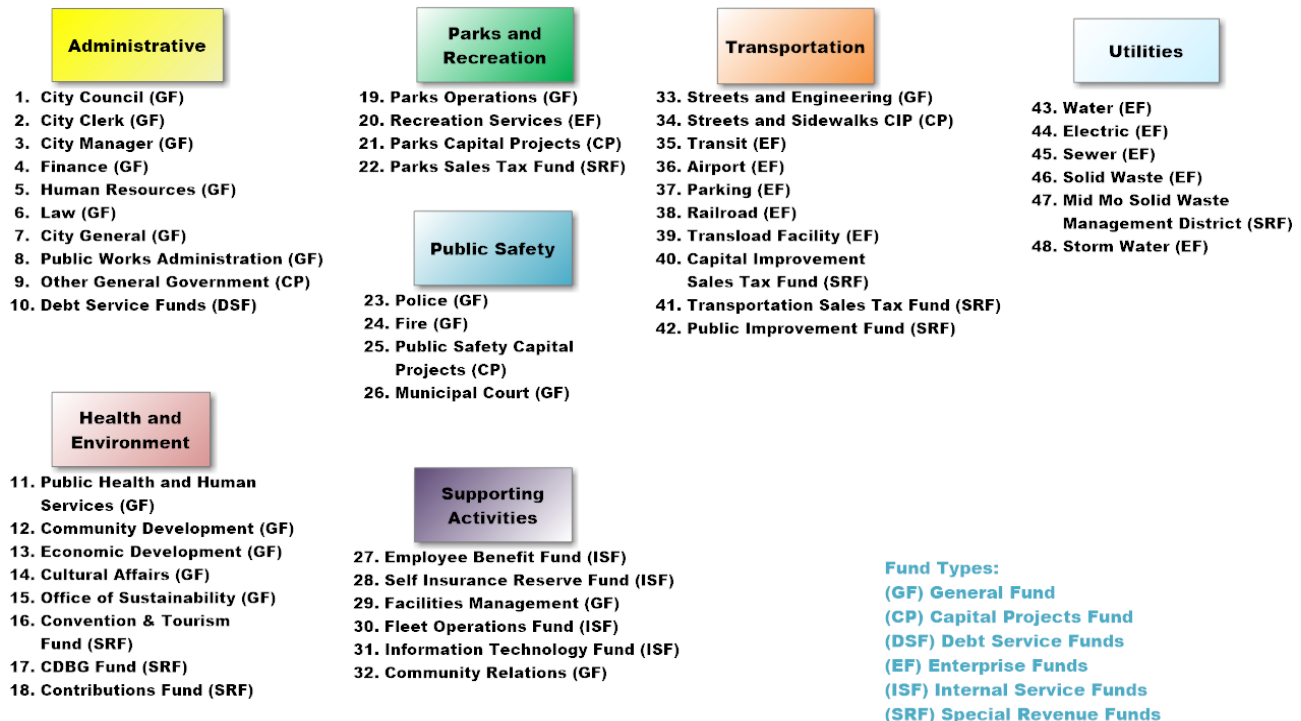 Administrative
1. City Council (GF)
2. City Clerk (GF)
3. City Manager (GF)
4. Finance (GF)
5. Human Resources (GF)
6. Law (GF)
7. City General (GF)
8. Public Works Administration (GF)
9. Other General Government (CP)
10. Debt Service Funds (DSF)
Health and
Environment
11. Public Health and Human
Services (GF)
12. Community Development (GF)
13. Economic Development (GF)
14. Cultural Affairs (GF)
15. Office of Sustainability (GF)
16. Convention & Tourism
Fund (SRF)
17. CDBG Fund (SRF)
18. Contributions Fund (SRF)
Parks and
Recreation
19. Parks Operations (GF)
20. Recreation Services (EF)
21. Parks Capital Projects (CP)
22. Parks Sales Tax Fund (SRF)
Public Safety
23. Police (GF)
24. Fire (GF)
25. Public Safety Capital
Projects (CP)
26. Municipal Court (GF)
Supporting
Activities
27. Employee Benefit Fund (ISF)
28. Self Insurance Reserve Fund (ISF)
29. Facilities Management (GF)
30. Fleet Operations Fund (ISF)
31. Information Technology Fund (ISF)
32. Community Relations (GF)
Transportation
33. Streets and Engineering (GF)
34. Streets and Sidewalks CIP (CP)
35. Transit (EF)
36. Airport (EF)
37. Parking (EF)
38. Railroad (EF)
39. Transload Facility (EF)
40. Capital Improvement
Sales Tax Fund (SRF)
41. Transportation Sales Tax Fund (SRF)
42. Public Improvement Fund (SRF)
Utilities
43. Water (EF)
44. Electric (EF)
45. Sewer (EF)
46. Solid Waste (EF)
47. Mid Mo Solid Waste
Management District (SRF)
48. Storm Water (EF)
Fund Types:
(GF) General Fund
(CP) Capital Projects Fund
(DSF) Debt Service Funds
(EF) Enterprise Funds
(ISF) Internal Service Funds
(SRF) Special Revenue Funds